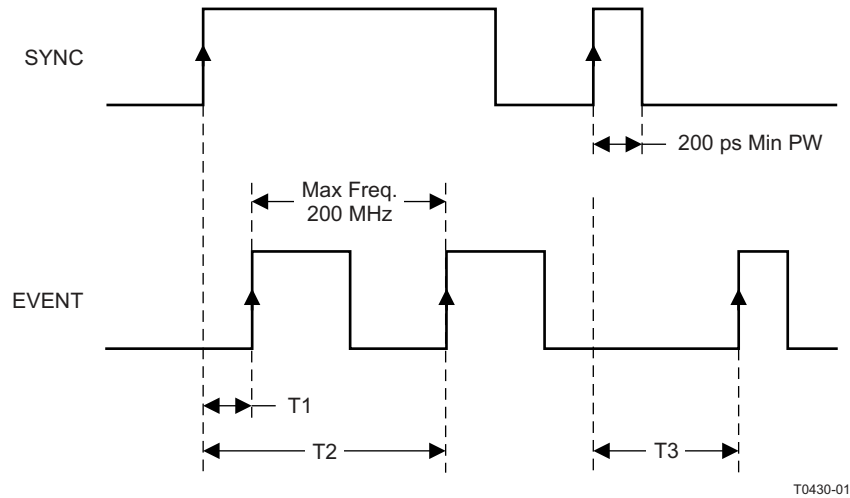 SYNC
200 ps Min PW
Max Freq.
200 MHz
EVENT
T1
T2
T3
T0430-01